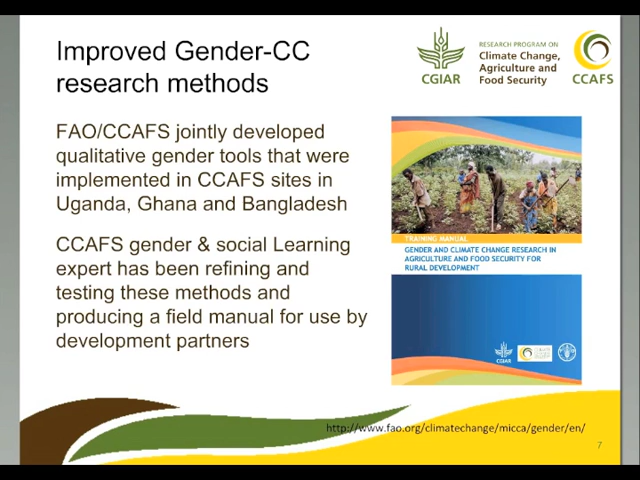 Improved Gender-CC
research methods
CGIAR
RESEARCH PROGRAM ON
Climate Change,
Agriculture and
Food Security
CCAFS
FAO/CCAFS jointly developed
qualitative gender tools that were
implemented in CCAFS sites in
Uganda, Ghana and Bangladesh
CCAFS gender & social Learning
expert has been refining and
testing these methods and
producing a field manual for use by
development partners
TRAINING MANUAL
GENDER AND CLIMATE CHANGE RESEARCH IN
AGRICULTURE AND FOOD SECURITY FOR
RURAL DEVELOPMENT
http://www.fao.org/climatechange/micca/gender/en/
7